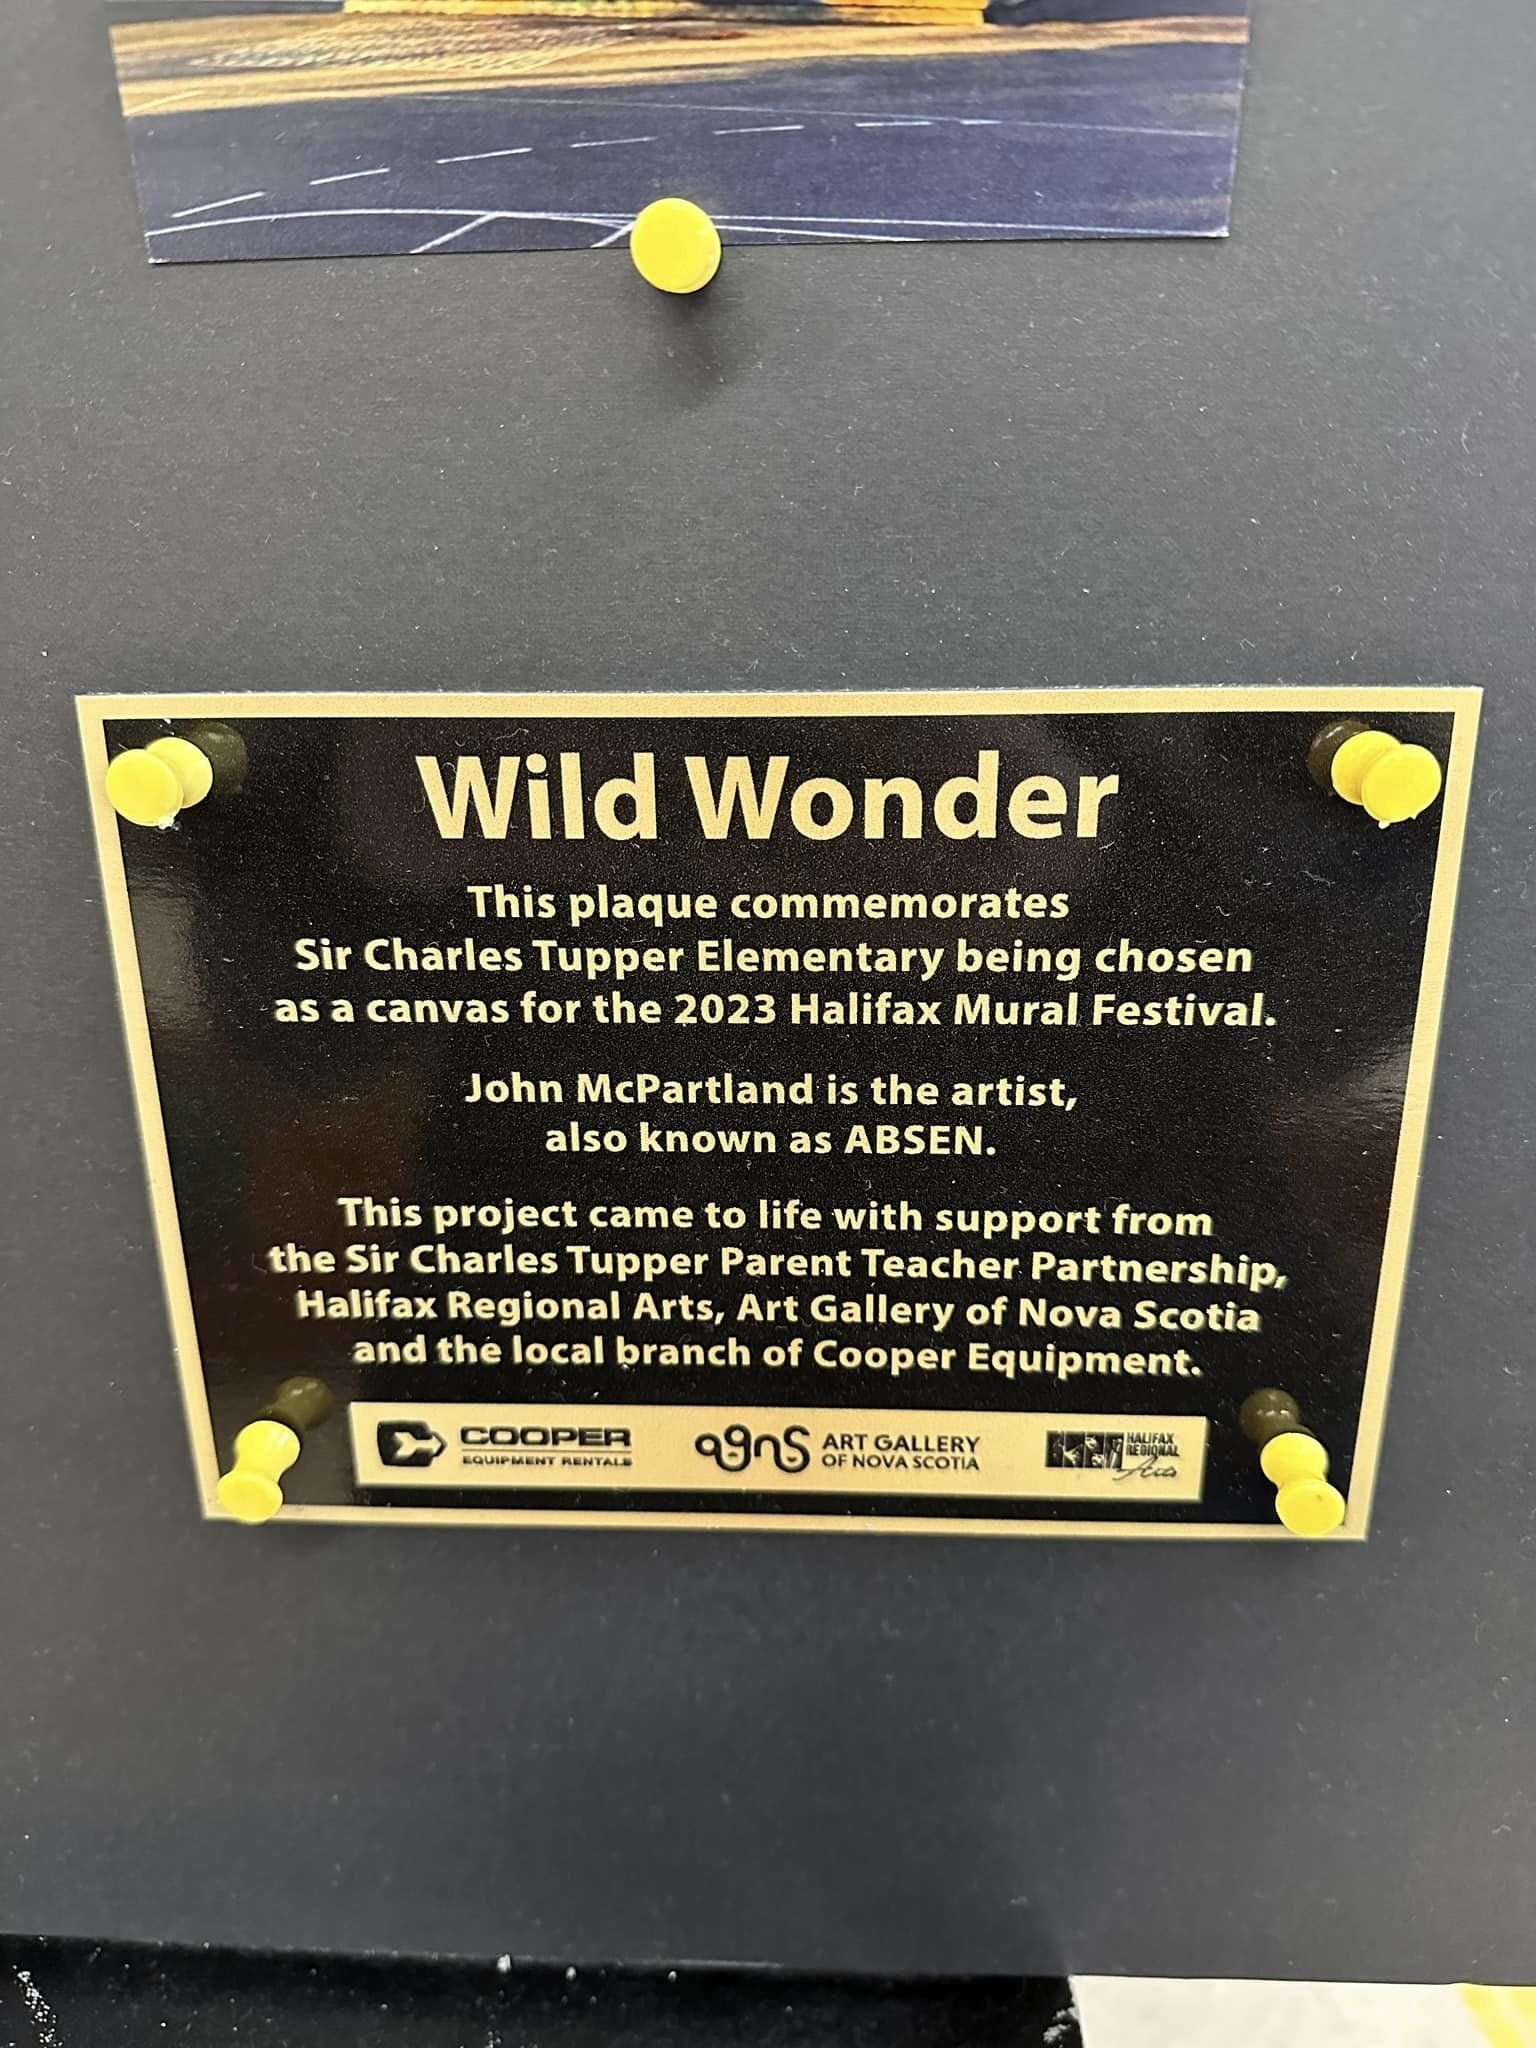 Wild Wonder
This plaque commemorates
Sir Charles Tupper Elementary being chosen
as a canvas for the 2023 Halifax Mural Festival.
John McPartland is the artist,
also known as ABSEN.
This project came to life with support from
the Sir Charles Tupper Parent Teacher Partnership,
Halifax Regional Arts, Art Gallery of Nova Scotia
and the local branch of Cooper Equipment.
COOPER
EQUIPMENT RENTALS
agns
ART GALLERY
OF NOVA SCOTIA
HALIFAX
REGIONAL
Arts